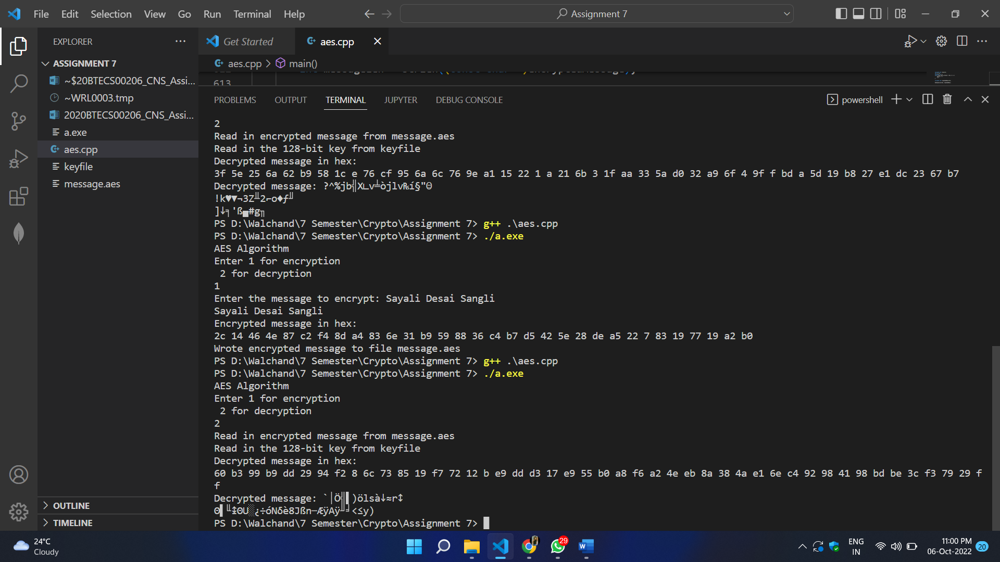 File Edit Selection View Go Run Terminal Help
Assignment 7
EXPLORER
ASSIGNMENT 7
~$20BTECS00206_CNS_Assi...
~WRL0003.tmp
2020BTECS00206_CNS_Assi...
a.exe
aes.cpp
keyfile
message.aes
OUTLINE
TIMELINE
Get Started
aes.cpp
aes.cpp > main()
613
PROBLEMS OUTPUT TERMINAL JUPYTER DEBUG CONSOLE
powershell
2
Read in encrypted message from message.aes
Read in the 128-bit key from keyfile
Decrypted message in hex:
3f 5e 25 6a 62 b9 58 1c e 76 cf 95 6a 6c 76 9e a1 15 22 1 a 21 6b 3 1f aa 33 5a d0 32 a9 6f 4 9f f bd a 5d 19 b8 27 e1 dc 23 67 b7
Decrypted message: ?^%jb╣X∟v╧òjlv₧í§"☺
!k♥▼¬3Z╨2⌐o♦ƒ╜
]↓╕'ß▄#g╖
PS D:\Walchand\7 Semester\Crypto\Assignment 7> g++ .\aes.cpp
PS D:\Walchand\7 Semester\Crypto\Assignment 7> ./a.exe
AES Algorithm
Enter 1 for encryption
2 for decryption
1
Enter the message to encrypt: Sayali Desai Sangli
Sayali Desai Sangli
Encrypted message in hex:
2c 14 46 4e 87 c2 f4 8d a4 83 6e 31 b9 59 88 36 c4 b7 d5 42 5e 28 de a5 22 7 83 19 77 19 a2 b0
Wrote encrypted message to file message.aes
PS D:\Walchand\7 Semester\Crypto\Assignment 7> g++ .\aes.cpp
PS D:\Walchand\7 Semester\Crypto\Assignment 7> ./a.exe
AES Algorithm
Enter 1 for encryption
2 for decryption
2
Read in encrypted message from message.aes
Read in the 128-bit key from keyfile
Decrypted message in hex:
60 b3 99 b9 dd 29 94 f2 8 6c 73 85 19 f7 72 12 b e9 dd d3 17 e9 55 b0 a8 f6 a2 4e eb 8a 38 4a e1 6e c4 92 98 41 98 bd be 3c f3 79 29 f
f
Decrypted message: `│Ö╣▌)ölsà↓≈r↕
Θ▌╙↨ΘU░¿÷óNδè8Jßn─ÆÿAÿ╜╛<≤y)
PS D:\Walchand\7 Semester\Crypto\Assignment 7>
24°C
Cloudy
29
ENG
IN
11:00 PM
06-Oct-2022
20